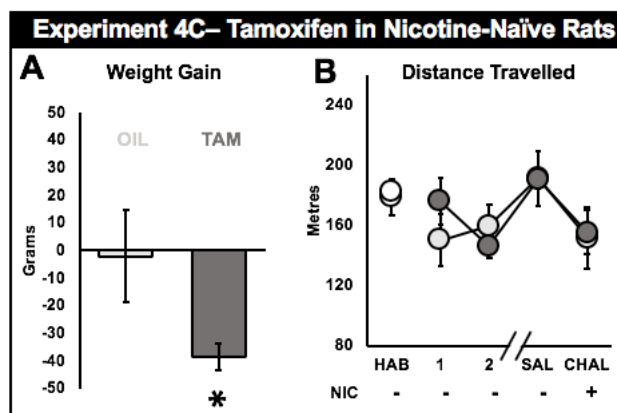 Experiment 4C– Tamoxifen in Nicotine-Naïve Rats
A
Weight Gain
B
Distance Travelled
OIL
TAM
Grams
50
40
30
20
10
0
-10
-20
-30
-40
-50
*
Metres
240
200
160
120
80
HAB 1 2 // SAL CHAL
NIC - - - - +